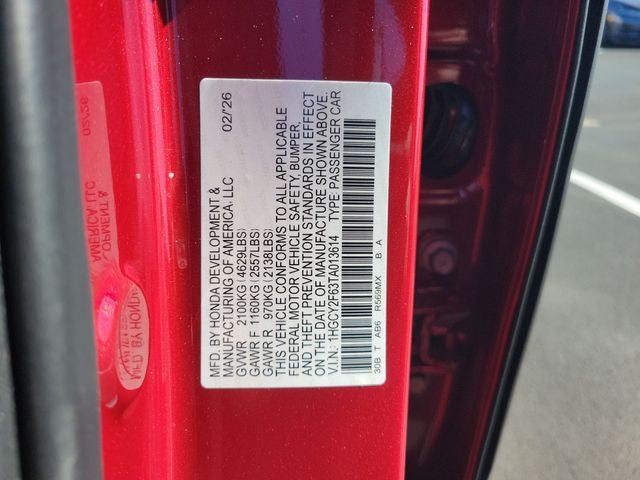 MFD. BY HONDA DEVELOPMENT & 02/26
MANUFACTURING OF AMERICA. LLC
GVWR 2100KG(4629LBS)
GAWR F 1160KG(2557LBS)
GAWR R 970KG(2138LBS)
THIS VEHICLE CONFORMS TO ALL APPLICABLE
FEDERAL MOTOR VEHICLE SAFETY, BUMPER,
AND THEFT PREVENTION STANDARDS IN EFFECT
ON THE DATE OF MANUFACTURE SHOWN ABOVE.
V.I.N.: 1HGCY2F63TA013614 TYPE: PASSENGER CAR
30B T AB6 R569MX B A